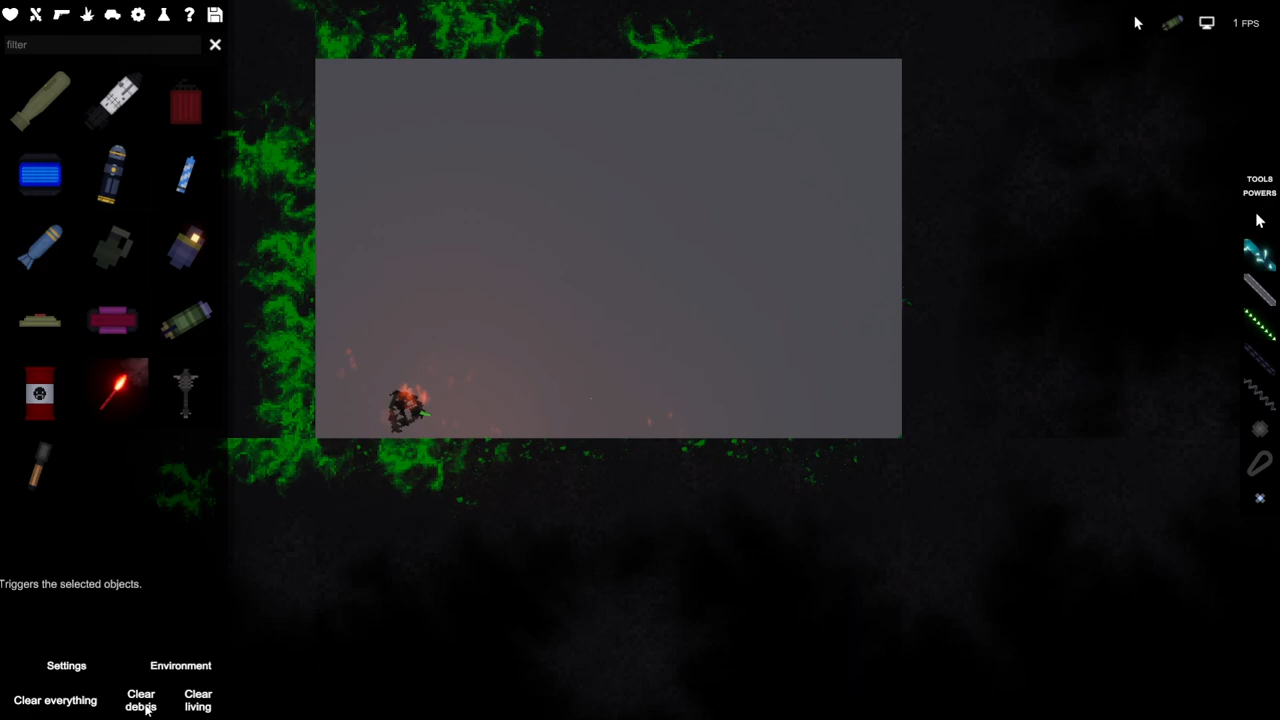 1 FPS
filter
TOOLS
POWERS
Triggers the selected objects.
Settings
Environment
Clear everything
Clear
debris
Clear
living